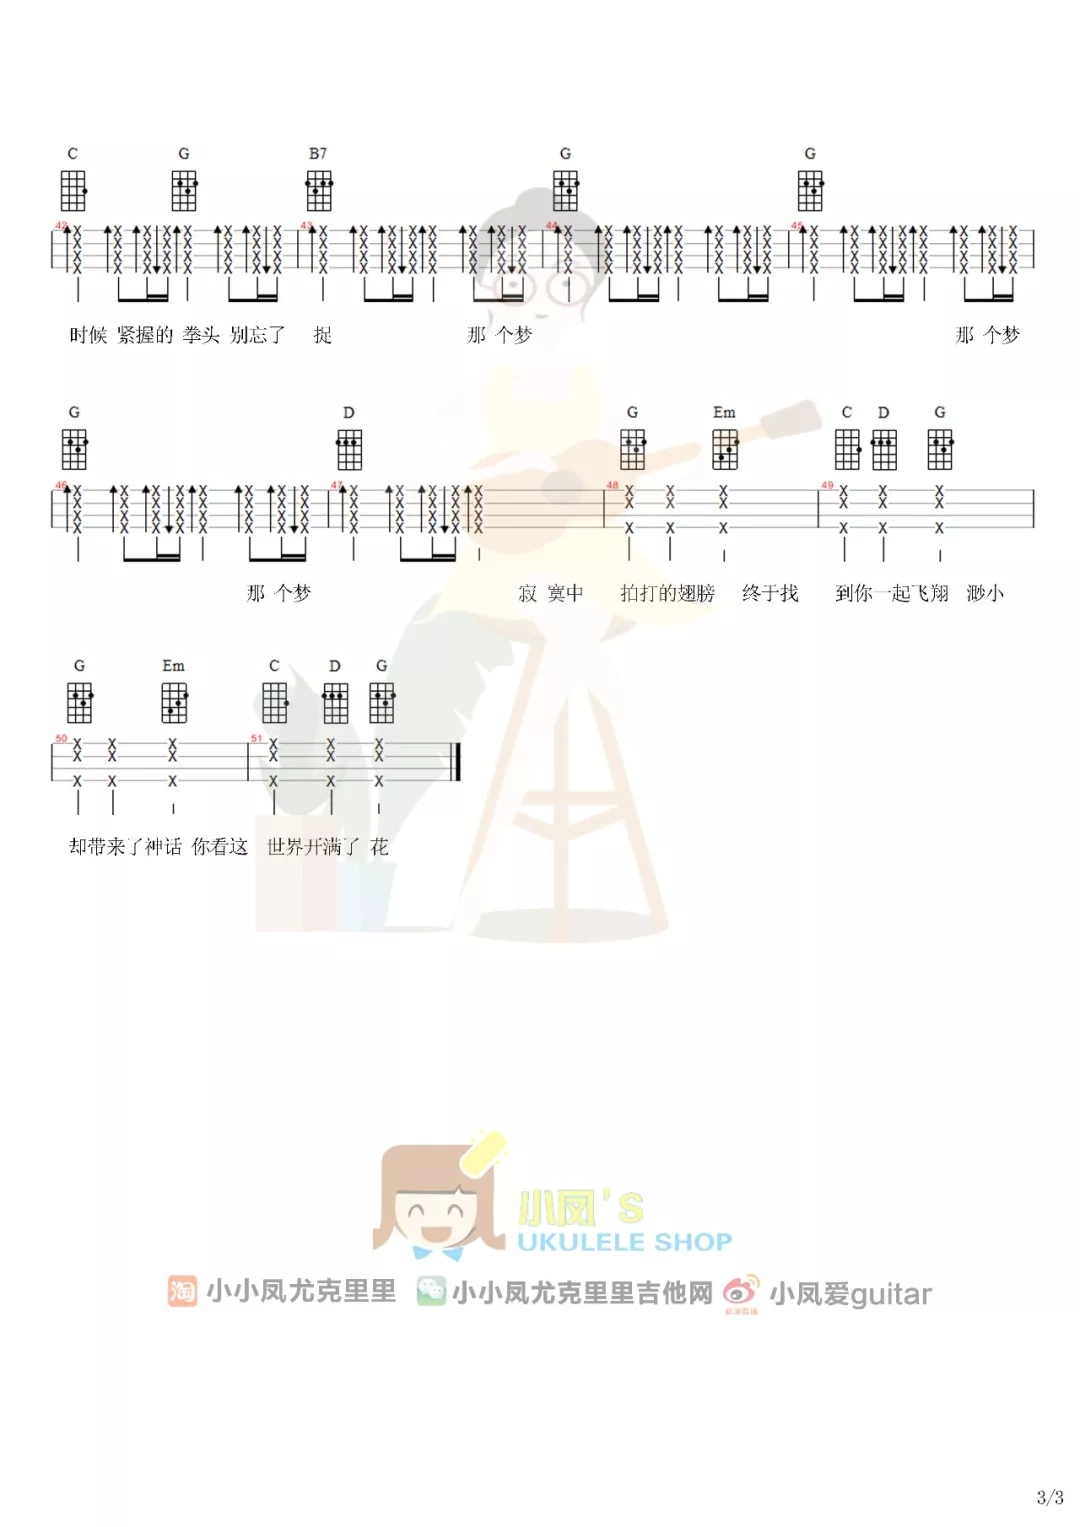 C G B7 G G
42 43 44 45
时候 紧握的 拳头 别忘了 捉 那 个梦 那 个梦
G D G Em C D G
46 47 48 49
那 个梦 寂 寞中 拍打的翅膀 终于找 到你一起飞翔 渺小
G Em C D G
50 51
却带来了神话 你看这 世界开满了 花
小凤's
UKULELE SHOP
淘 小小凤尤克里里 小小凤尤克里里吉他网 小凤爱guitar
3/3